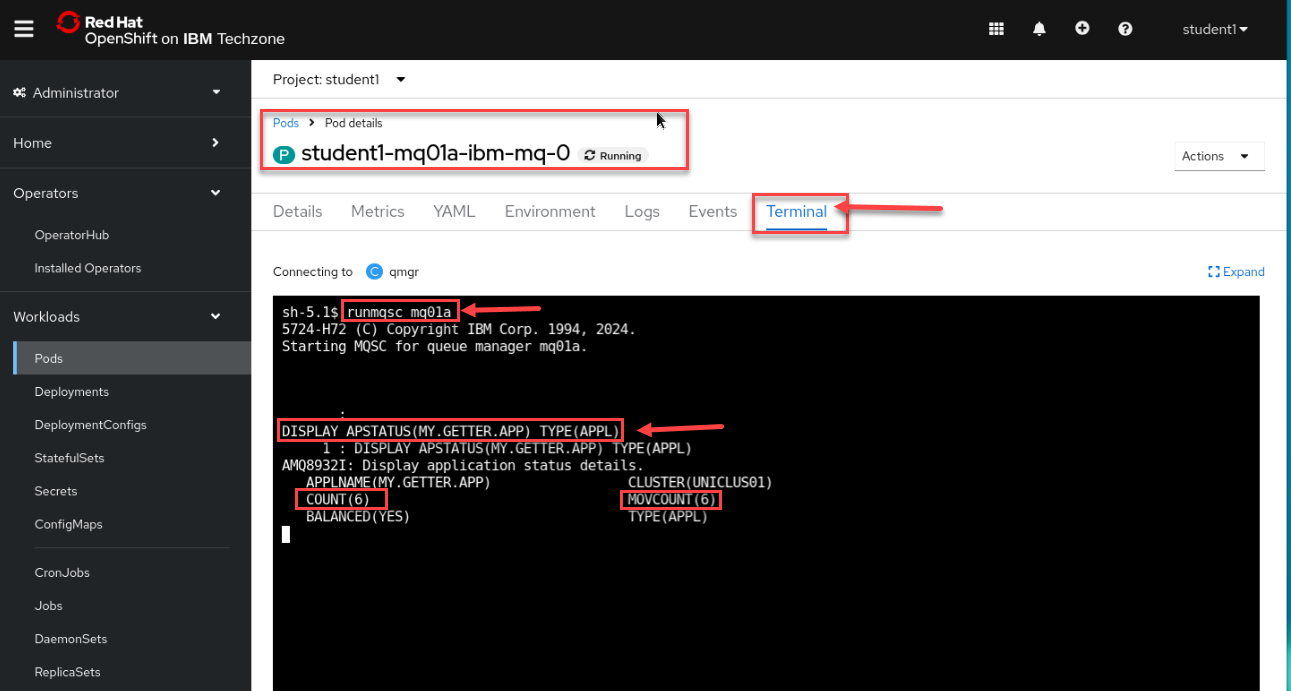 Red Hat
OpenShift on IBM Techzone
student1
Administrator
Home
Operators
OperatorHub
Installed Operators
Workloads
Pods
Deployments
DeploymentConfigs
StatefulSets
Secrets
ConfigMaps
CronJobs
Jobs
DaemonSets
ReplicaSets
Project: student1
Pods Pod details
P student1-mq01a-ibm-mq-0 Running
Actions
Details Metrics YAML Environment Logs Events Terminal
Connecting to C qmgr
Expand
sh-5.1$ runmqsc mq01a
5724-H72 (C) Copyright IBM Corp. 1994, 2024.
Starting MQSC for queue manager mq01a.
:
DISPLAY APSTATUS(MY.GETTER.APP) TYPE(APPL)
1 : DISPLAY APSTATUS(MY.GETTER.APP) TYPE(APPL)
AMQ8932I: Display application status details.
APPLNAME(MY.GETTER.APP) CLUSTER(UNICLUS01)
COUNT(6) MOVCOUNT(6)
BALANCED(YES) TYPE(APPL)